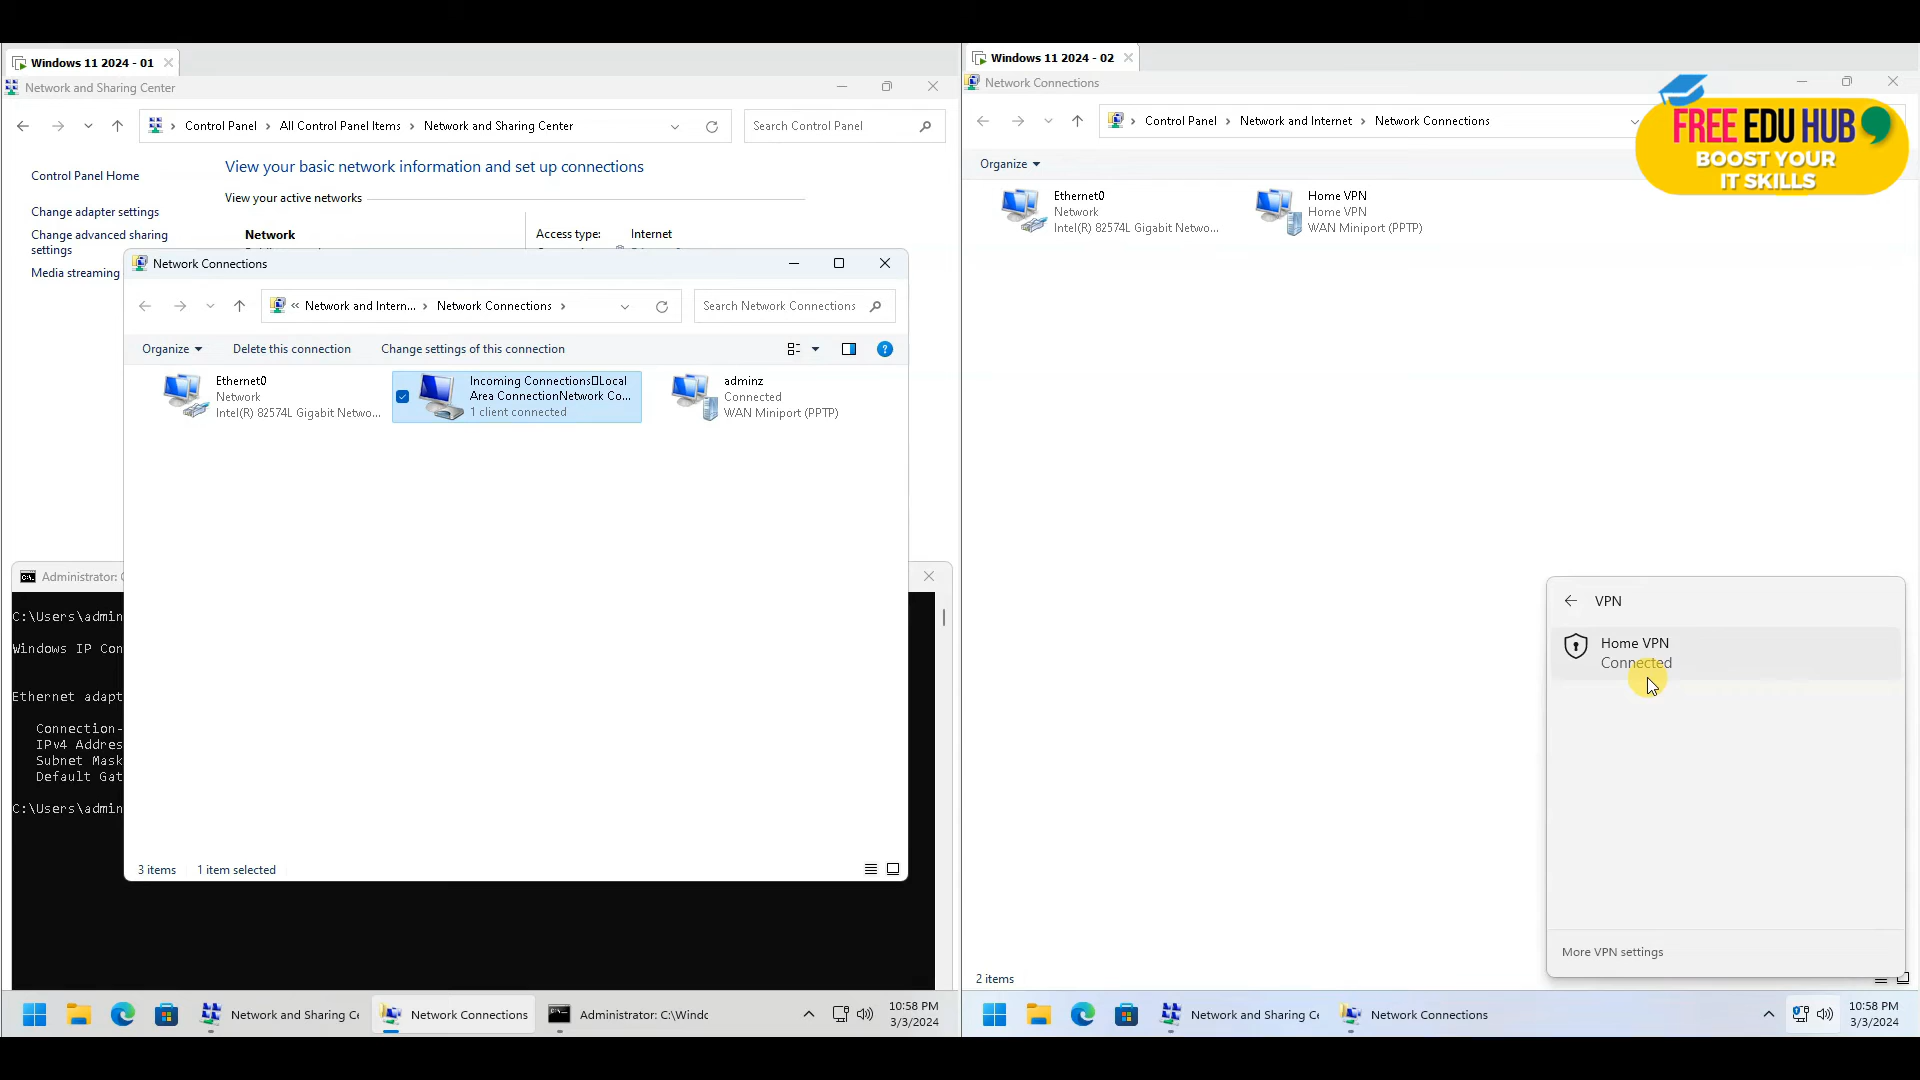 Windows 11 2024 - 01
Network and Sharing Center
Control Panel > All Control Panel Items > Network and Sharing Center
Search Control Panel
Control Panel Home
Change adapter settings
Change advanced sharing
settings
Media streaming
View your basic network information and set up connections
View your active networks
Network
Access type: Internet
Network Connections
« Network and Intern... > Network Connections >
Search Network Connections
Organize
Delete this connection
Change settings of this connection
Ethernet0
Network
Intel(R) 82574L Gigabit Netwo...
Incoming Connections▯Local
Area ConnectionNetwork Co...
1 client connected
adminz
Connected
WAN Miniport (PPTP)
3 items
1 item selected
Administrator: C
C:\Users\admin
Windows IP Con
Ethernet adapt
Connection-
IPv4 Addres
Subnet Mask
Default Gat
C:\Users\admin
Network and Sharing Ce
Network Connections
Administrator: C:\Windc
10:58 PM
3/3/2024
Windows 11 2024 - 02
Network Connections
Control Panel > Network and Internet > Network Connections
FREE EDU HUB
BOOST YOUR
IT SKILLS
Organize
Ethernet0
Network
Intel(R) 82574L Gigabit Netwo...
Home VPN
Home VPN
WAN Miniport (PPTP)
VPN
Home VPN
Connected
More VPN settings
2 items
Network and Sharing Ce
Network Connections
10:58 PM
3/3/2024